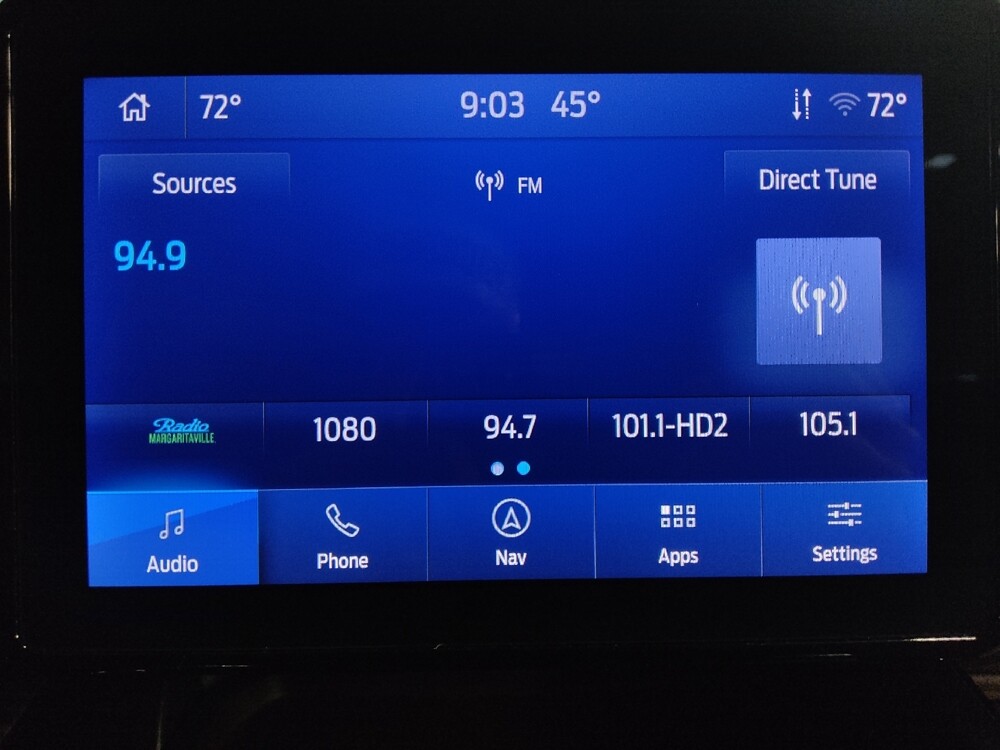 72° 9:03 45° 72°
Sources FM Direct Tune
94.9
Radio MARGARITAVILLE 1080 94.7 101.1-HD2 105.1
Audio Phone Nav Apps Settings